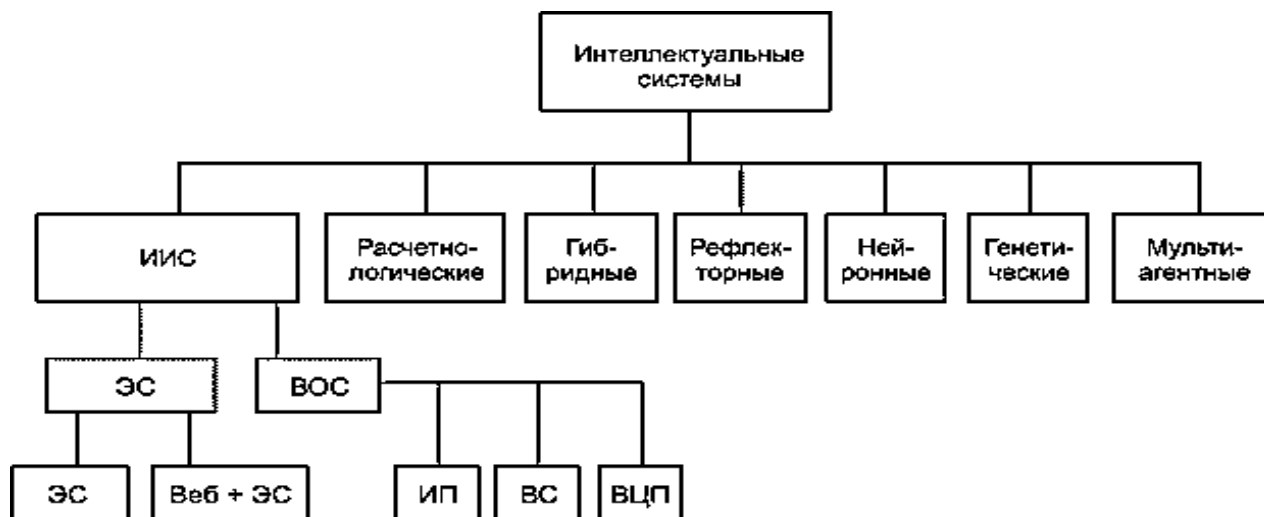 Интеллектуальные
системы
ИИС
Расчетно-
логические
Гиб-
ридные
Рефлек-
торные
Ней-
ронные
Генети-
ческие
Мульти-
агентные
ЭС
ВОС
ЭС
Веб + ЭС
ИП
ВС
ВЦП